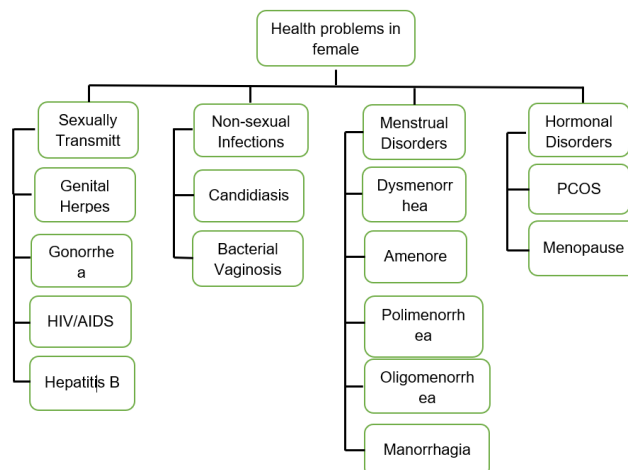 Health problems in
female
Sexually
Transmitt
Genital
Herpes
Gonorrhe
a
HIV/AIDS
Hepatitis B
Non-sexual
Infections
Candidiasis
Bacterial
Vaginosis
Menstrual
Disorders
Dysmenorr
hea
Amenore
Polimenorrh
ea
Oligomenorrh
ea
Manorrhagia
Hormonal
Disorders
PCOS
Menopause